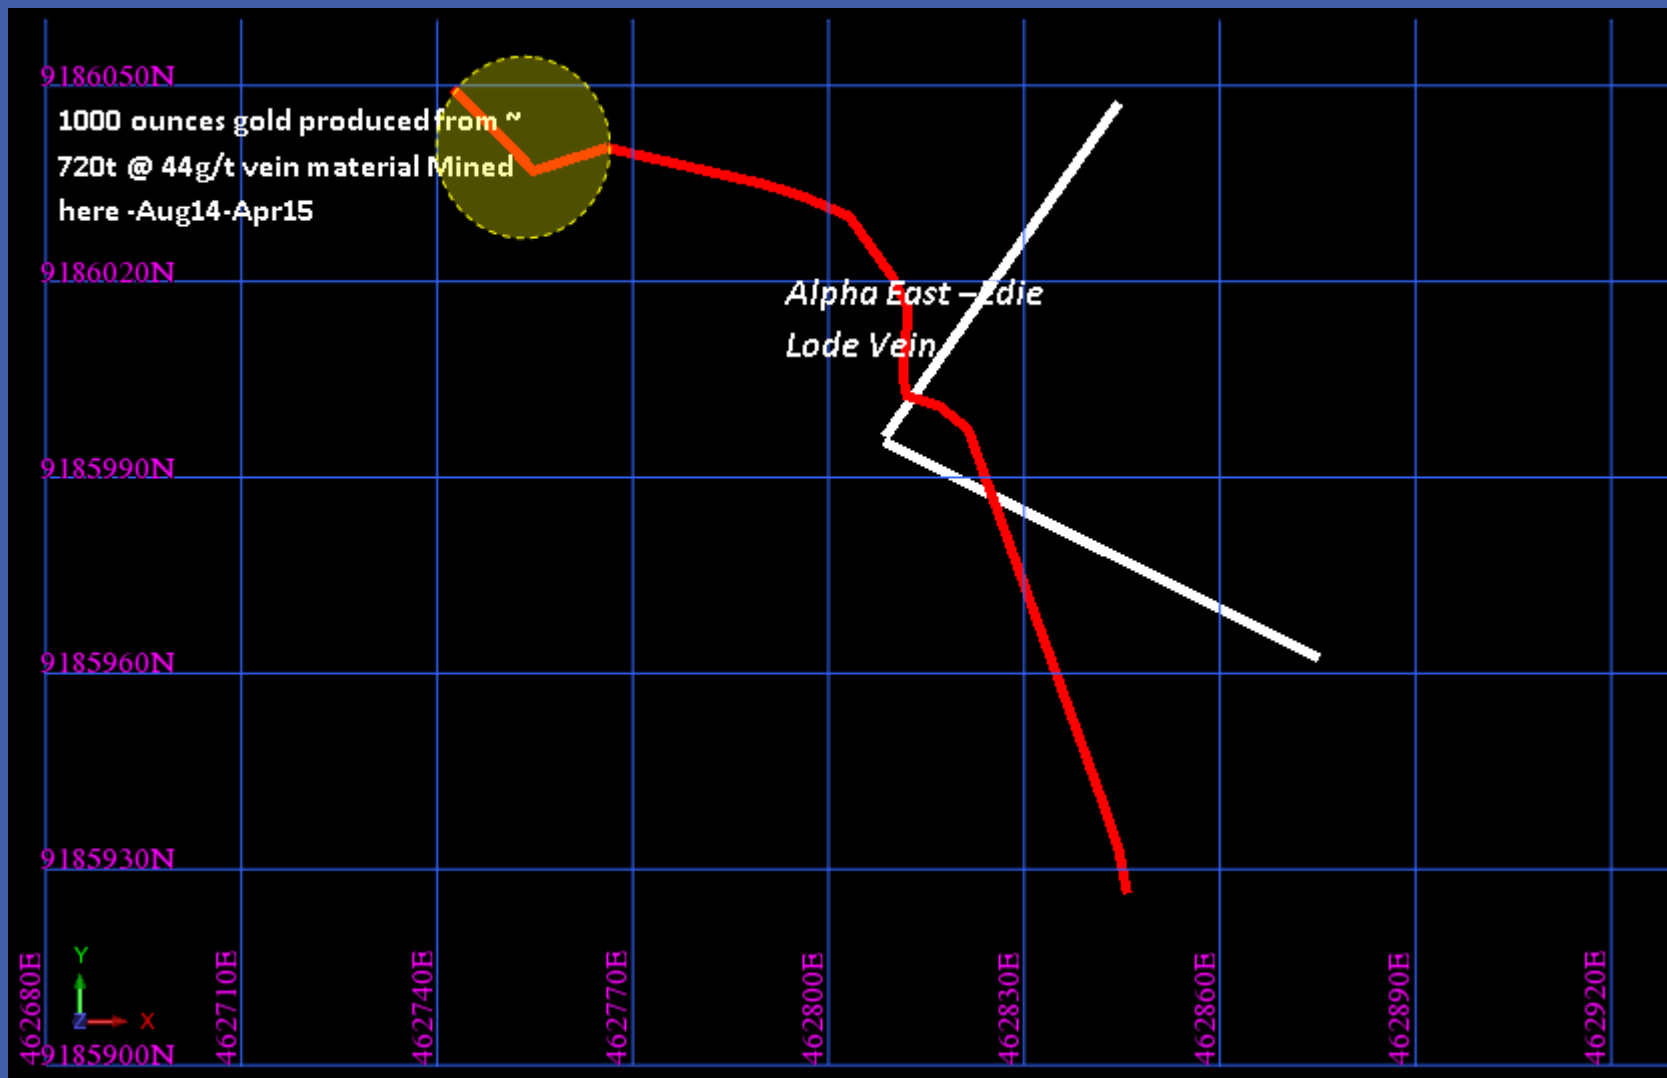 9186050N
1000 ounces gold produced from ~
720t @ 44g/t vein material Mined
here -Aug14-Apr15
9186020N
Alpha East – Edie
Lode Vein
9185990N
9185960N
9185930N
Y
Z X
9185900N
462680E
462710E
462740E
462770E
462800E
462830E
462860E
462890E
462920E